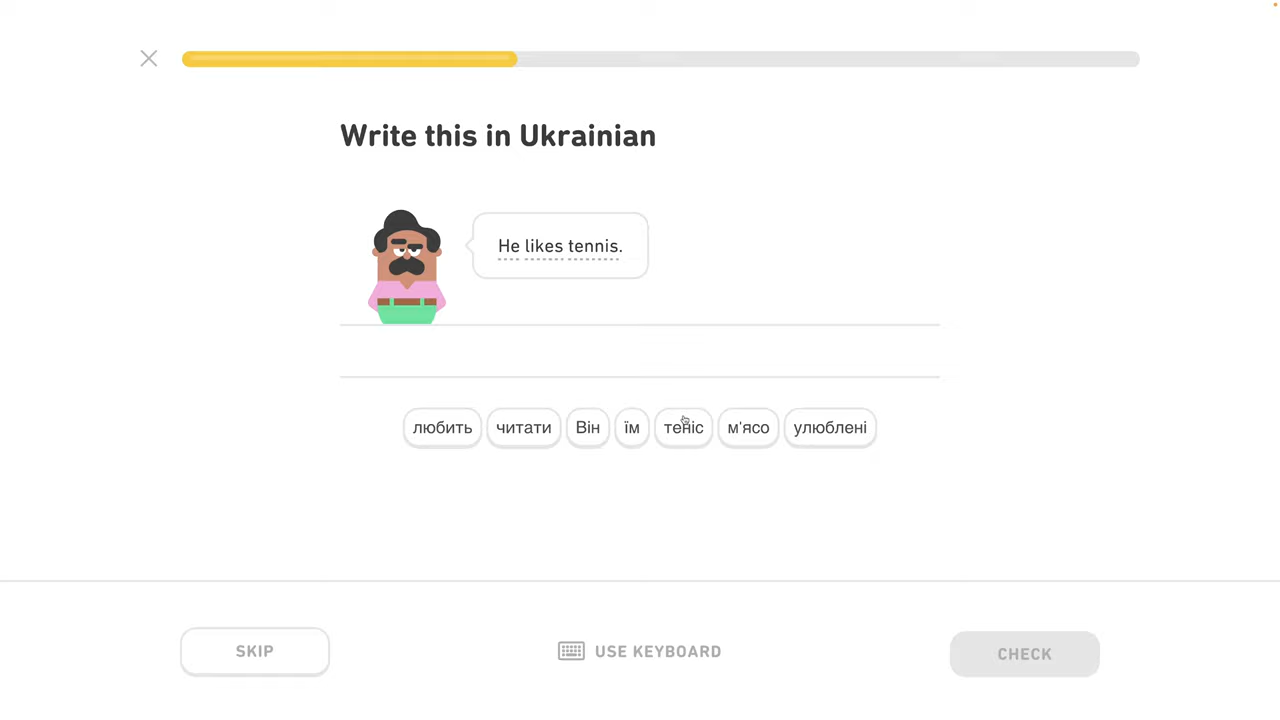 Write this in Ukrainian
He likes tennis.
любить читати Він їм теніс м'ясо улюблені
SKIP USE KEYBOARD CHECK